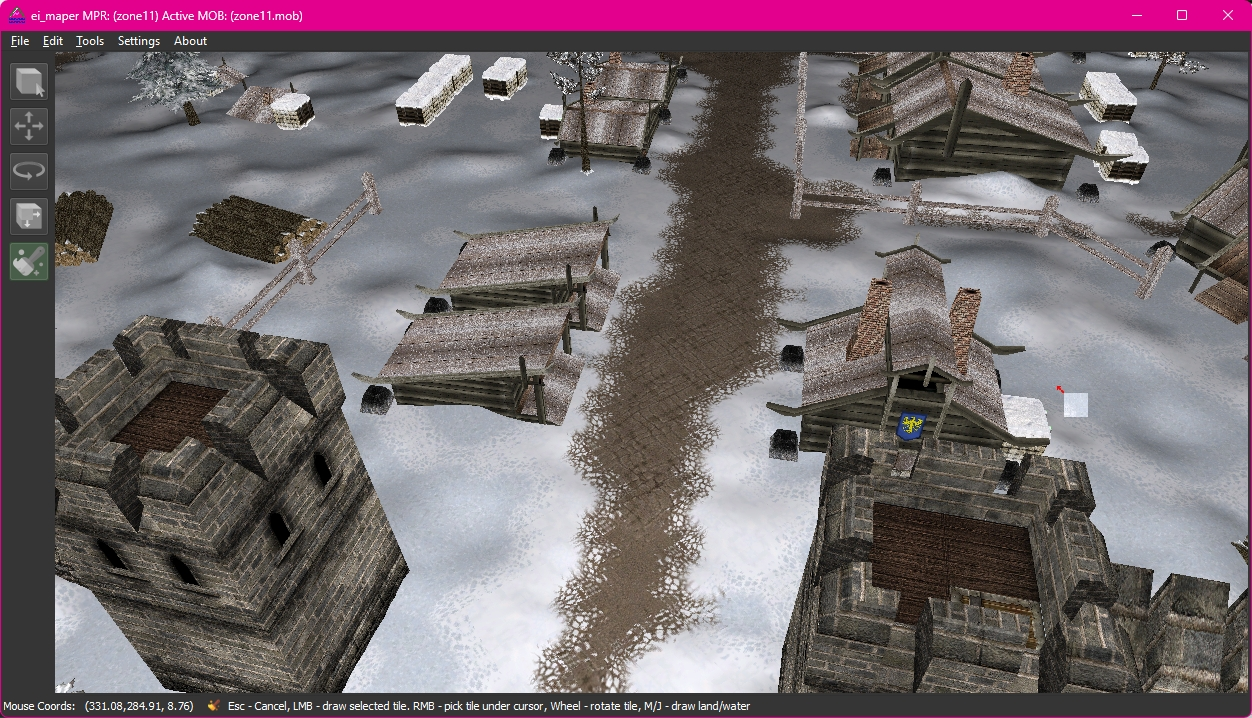 ei_maper MPR: (zone11) Active MOB: (zone11.mob)
File Edit Tools Settings About
Mouse Coords: (331.08,284.91, 8.76) Esc - Cancel, LMB - draw selected tile. RMB - pick tile under cursor, Wheel - rotate tile, M/J - draw land/water